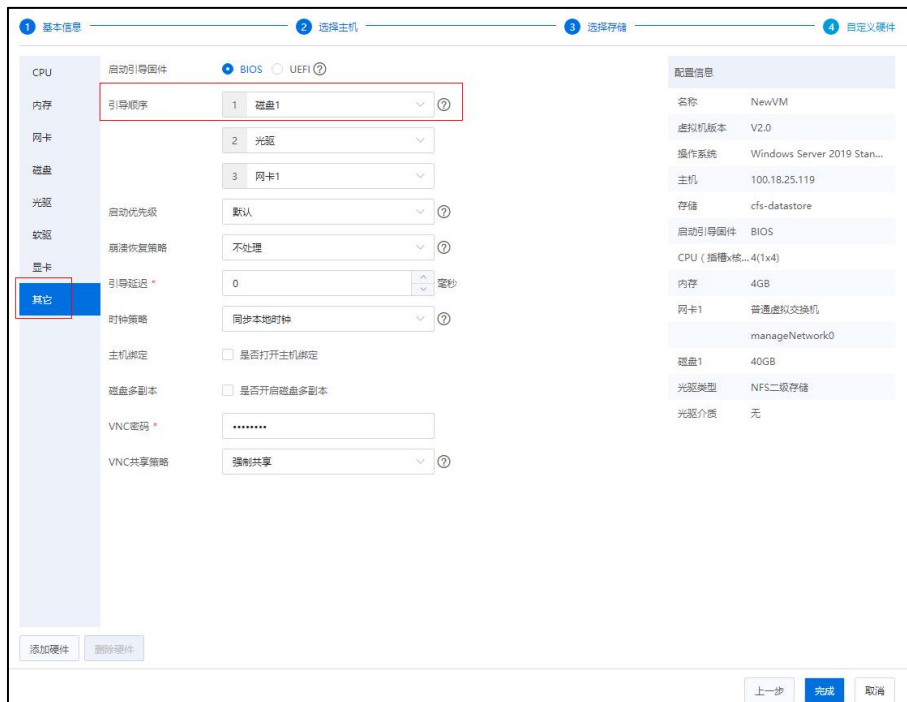 1 基本信息 2 选择主机 3 选择存储 4 自定义硬件
CPU
内存
网卡
磁盘
光驱
软驱
显卡
其它
启动引导固件 BIOS UEFI ?
引导顺序 1 磁盘1 ?
2 光驱
3 网卡1
启动优先级 默认 ?
崩溃恢复策略 不处理 ?
引导延迟 * 0 毫秒
时钟策略 同步本地时钟 ?
主机绑定 是否打开主机绑定
磁盘多副本 是否开启磁盘多副本
VNC密码 * ••••••••
VNC共享策略 强制共享 ?
配置信息
名称 NewVM
虚拟机版本 V2.0
操作系统 Windows Server 2019 Stan...
主机 100.18.25.119
存储 cfs-datastore
启动引导固件 BIOS
CPU（插槽x核... 4(1x4)
内存 4GB
网卡1 普通虚拟交换机
manageNetwork0
磁盘1 40GB
光驱类型 NFS二级存储
光驱介质 无
添加硬件 删除硬件
上一步 完成 取消